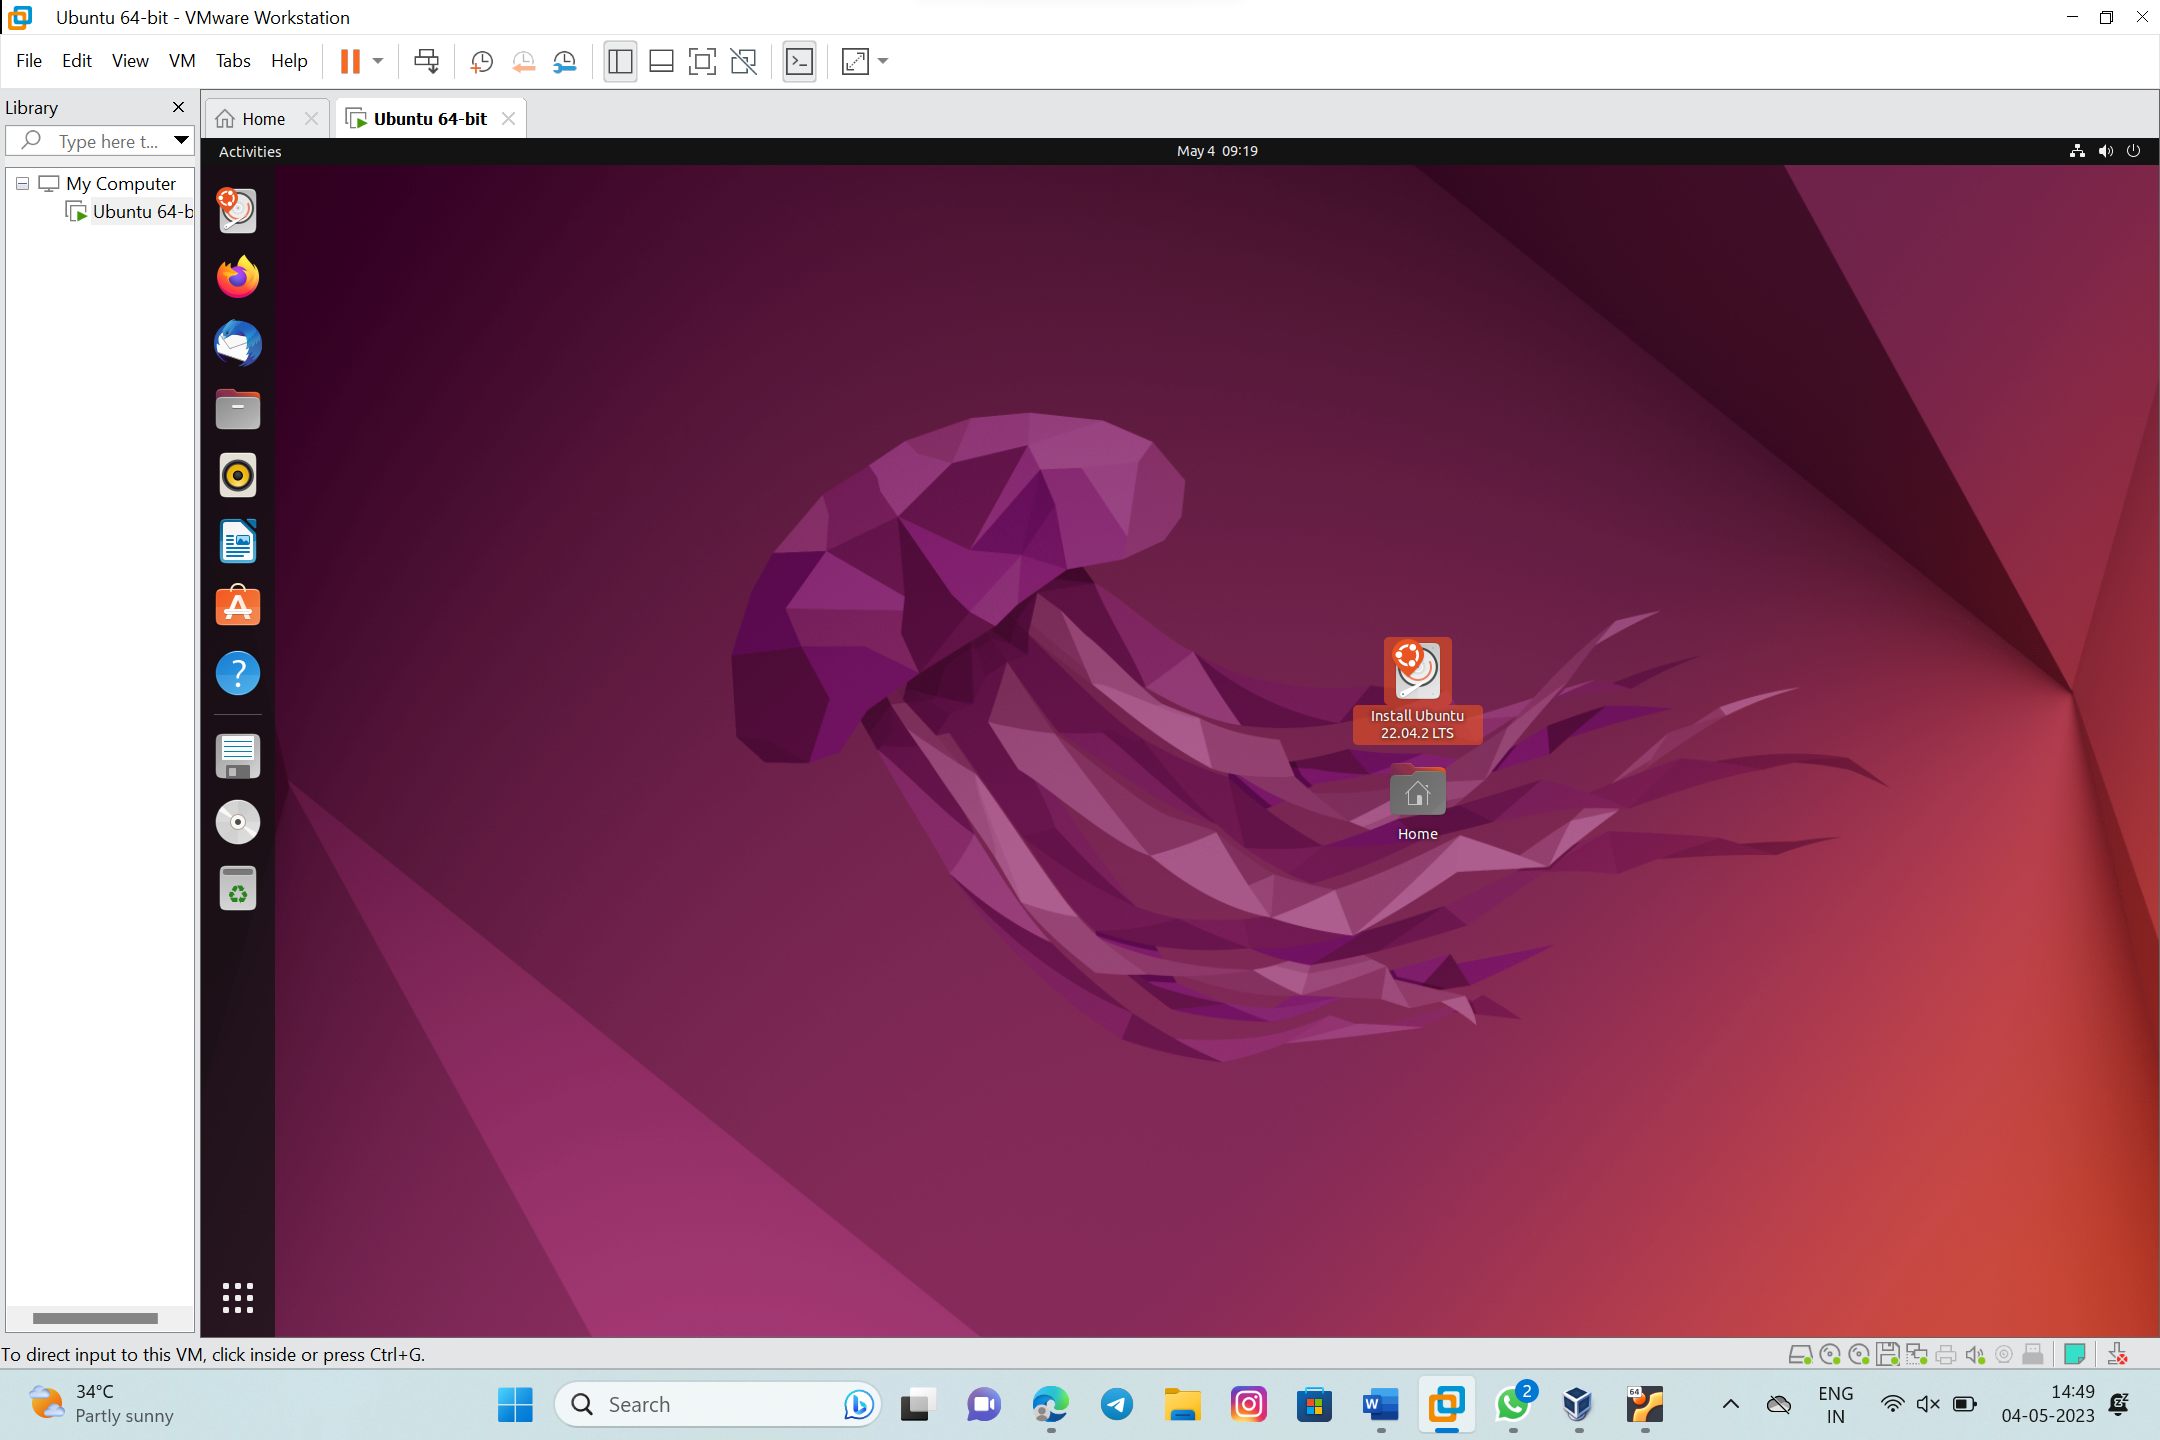 Ubuntu 64-bit - VMware Workstation
File Edit View VM Tabs Help
Library
Home
Ubuntu 64-bit
Type here t...
Activities
May 4 09:19
My Computer
Ubuntu 64-b
Install Ubuntu
22.04.2 LTS
Home
To direct input to this VM, click inside or press Ctrl+G.
34°C
Partly sunny
Search
W
2
64
ENG
IN
14:49
04-05-2023